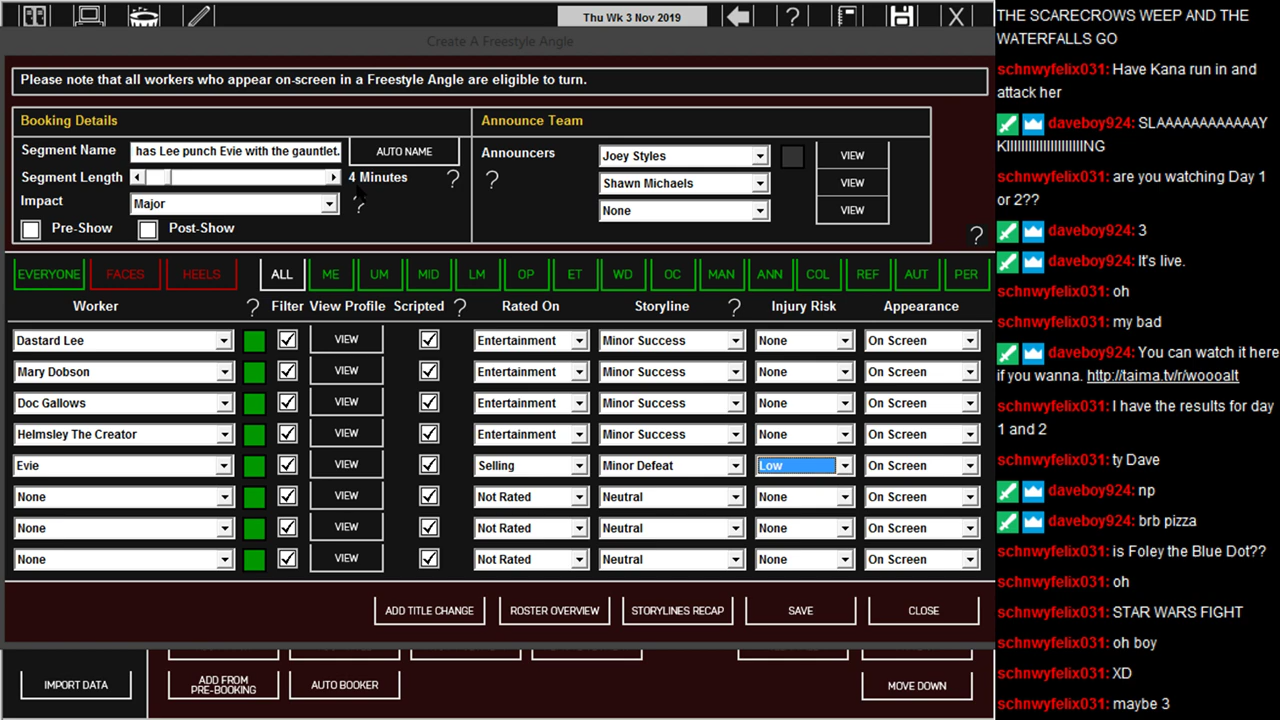 Thu Wk 3 Nov 2019
Create A Freestyle Angle
Please note that all workers who appear on-screen in a Freestyle Angle are eligible to turn.
Booking Details
Segment Name has Lee punch Evie with the gauntlet. AUTO NAME
Segment Length 4 Minutes ?
Impact Major ?
Pre-Show Post-Show
Announce Team
Announcers Joey Styles VIEW
? Shawn Michaels VIEW
None VIEW
?
EVERYONE FACES HEELS ALL ME UM MID LM OP ET WD OC MAN ANN COL REF AUT PER
Worker ? Filter View Profile Scripted ? Rated On Storyline ? Injury Risk Appearance
Dastard Lee VIEW Entertainment Minor Success None On Screen
Mary Dobson VIEW Entertainment Minor Success None On Screen
Doc Gallows VIEW Entertainment Minor Success None On Screen
Helmsley The Creator VIEW Entertainment Minor Success None On Screen
Evie VIEW Selling Minor Defeat Low On Screen
None VIEW Not Rated Neutral None On Screen
None VIEW Not Rated Neutral None On Screen
None VIEW Not Rated Neutral None On Screen
ADD TITLE CHANGE ROSTER OVERVIEW STORYLINES RECAP SAVE CLOSE
IMPORT DATA ADD FROM PRE-BOOKING AUTO BOOKER MOVE DOWN
THE SCARECROWS WEEP AND THE
WATERFALLS GO
schnwyfelix031: Have Kana run in and
attack her
daveboy924: SLAAAAAAAAAAAY
KIIIIIIIIIIIIIIIIIIIIING
schnwyfelix031: are you watching Day 1
or 2??
daveboy924: 3
daveboy924: It's live.
schnwyfelix031: oh
schnwyfelix031: my bad
daveboy924: You can watch it here
if you wanna. http://taima.tv/r/woooalt
schnwyfelix031: I have the results for day
1 and 2
schnwyfelix031: ty Dave
daveboy924: np
daveboy924: brb pizza
schnwyfelix031: is Foley the Blue Dot??
schnwyfelix031: oh
schnwyfelix031: STAR WARS FIGHT
schnwyfelix031: oh boy
schnwyfelix031: XD
schnwyfelix031: maybe 3